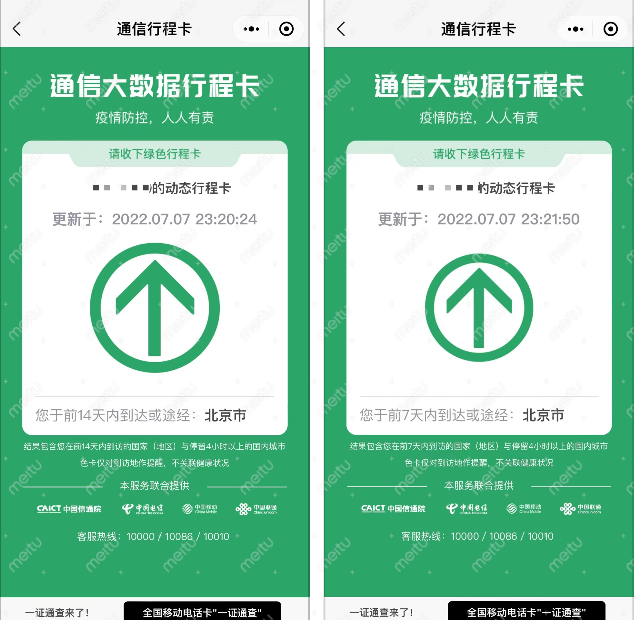 通信行程卡
通信大数据行程卡
疫情防控，人人有责
请收下绿色行程卡
的动态行程卡
更新于：2022.07.07 23:20:24
您于前14天内到达或途经：北京市
结果包含您在前14天内到访的国家（地区）与停留4小时以上的国内城市
色卡仅对到访地作提醒，不关联健康状况
本服务联合提供
CAICT 中国信通院 中国电信 中国移动 China Mobile 中国联通
客服热线：10000 / 10086 / 10010
一证通查来了！ 全国移动电话卡"一证通查"
通信行程卡
通信大数据行程卡
疫情防控，人人有责
请收下绿色行程卡
的动态行程卡
更新于：2022.07.07 23:21:50
您于前7天内到达或途经：北京市
结果包含您在前7天内到访的国家（地区）与停留4小时以上的国内城市
色卡仅对到访地作提醒，不关联健康状况
本服务联合提供
CAICT 中国信通院 中国电信 中国移动 China Mobile 中国联通
客服热线：10000 / 10086 / 10010
一证通查来了！ 全国移动电话卡"一证通查"
meitu